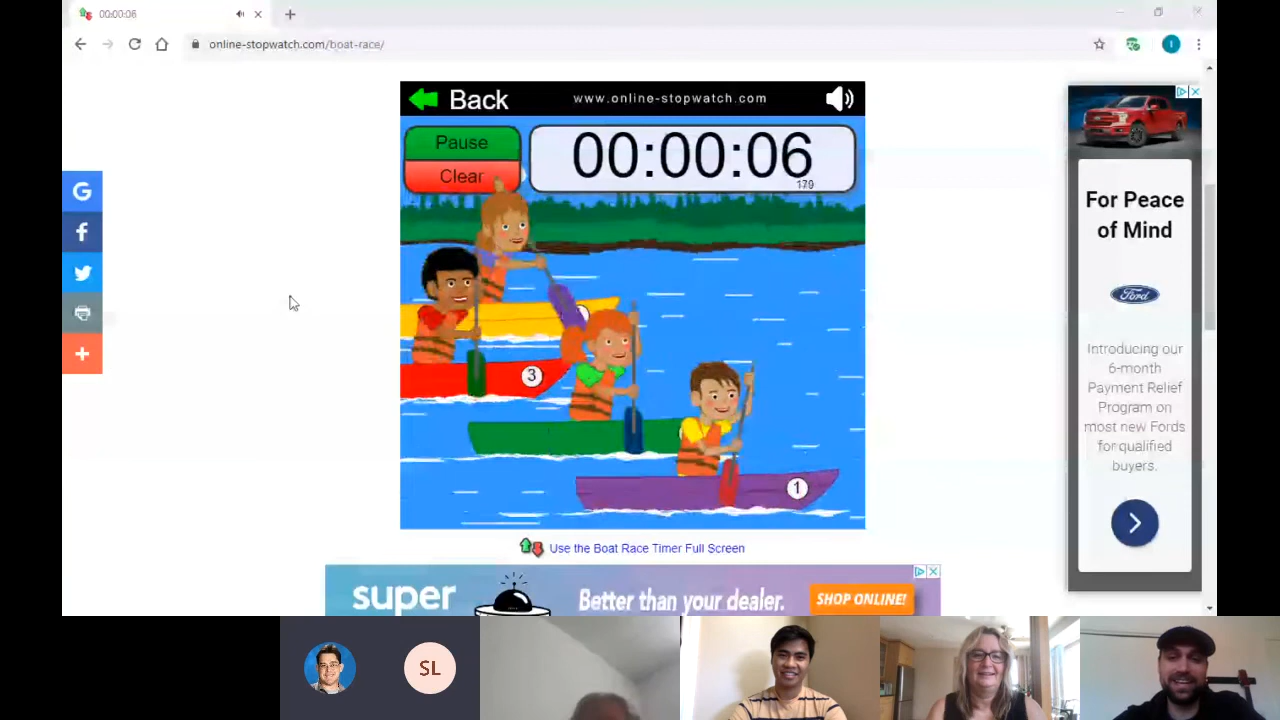 00:00:06
online-stopwatch.com/boat-race/
Back
www.online-stopwatch.com
Pause
Clear
00:00:06
179
3
1
Use the Boat Race Timer Full Screen
super
Better than your dealer.
SHOP ONLINE!
For Peace
of Mind
Ford
Introducing our
6-month
Payment Relief
Program on
most new Fords
for qualified
buyers.
SL